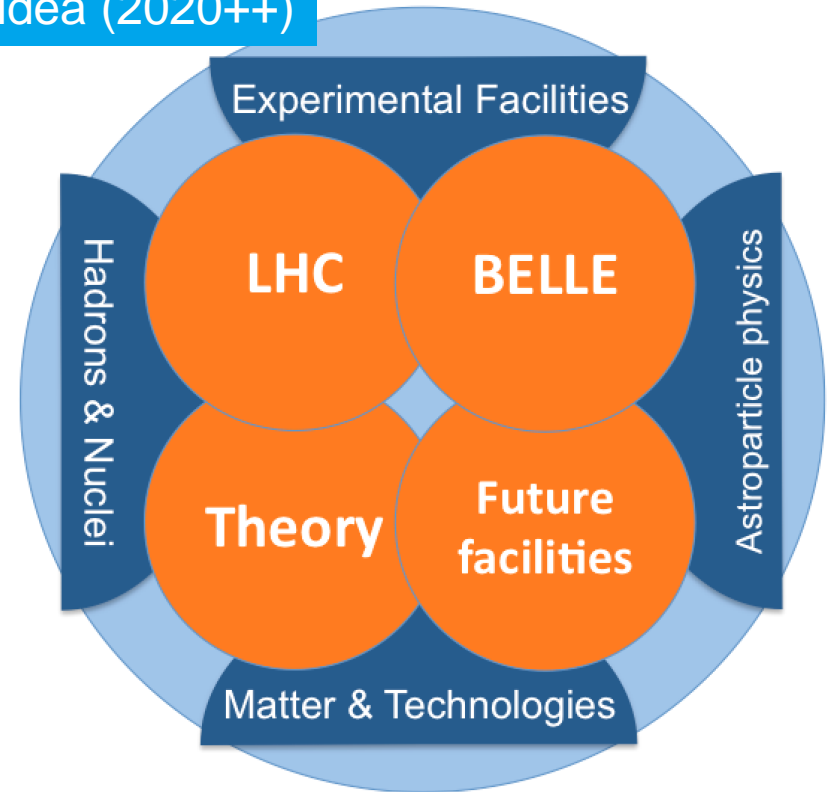 Idea (2020++)
Experimental Facilities
Hadrons & Nuclei
LHC
BELLE
Astroparticle physics
Theory
Future
facilities
Matter & Technologies